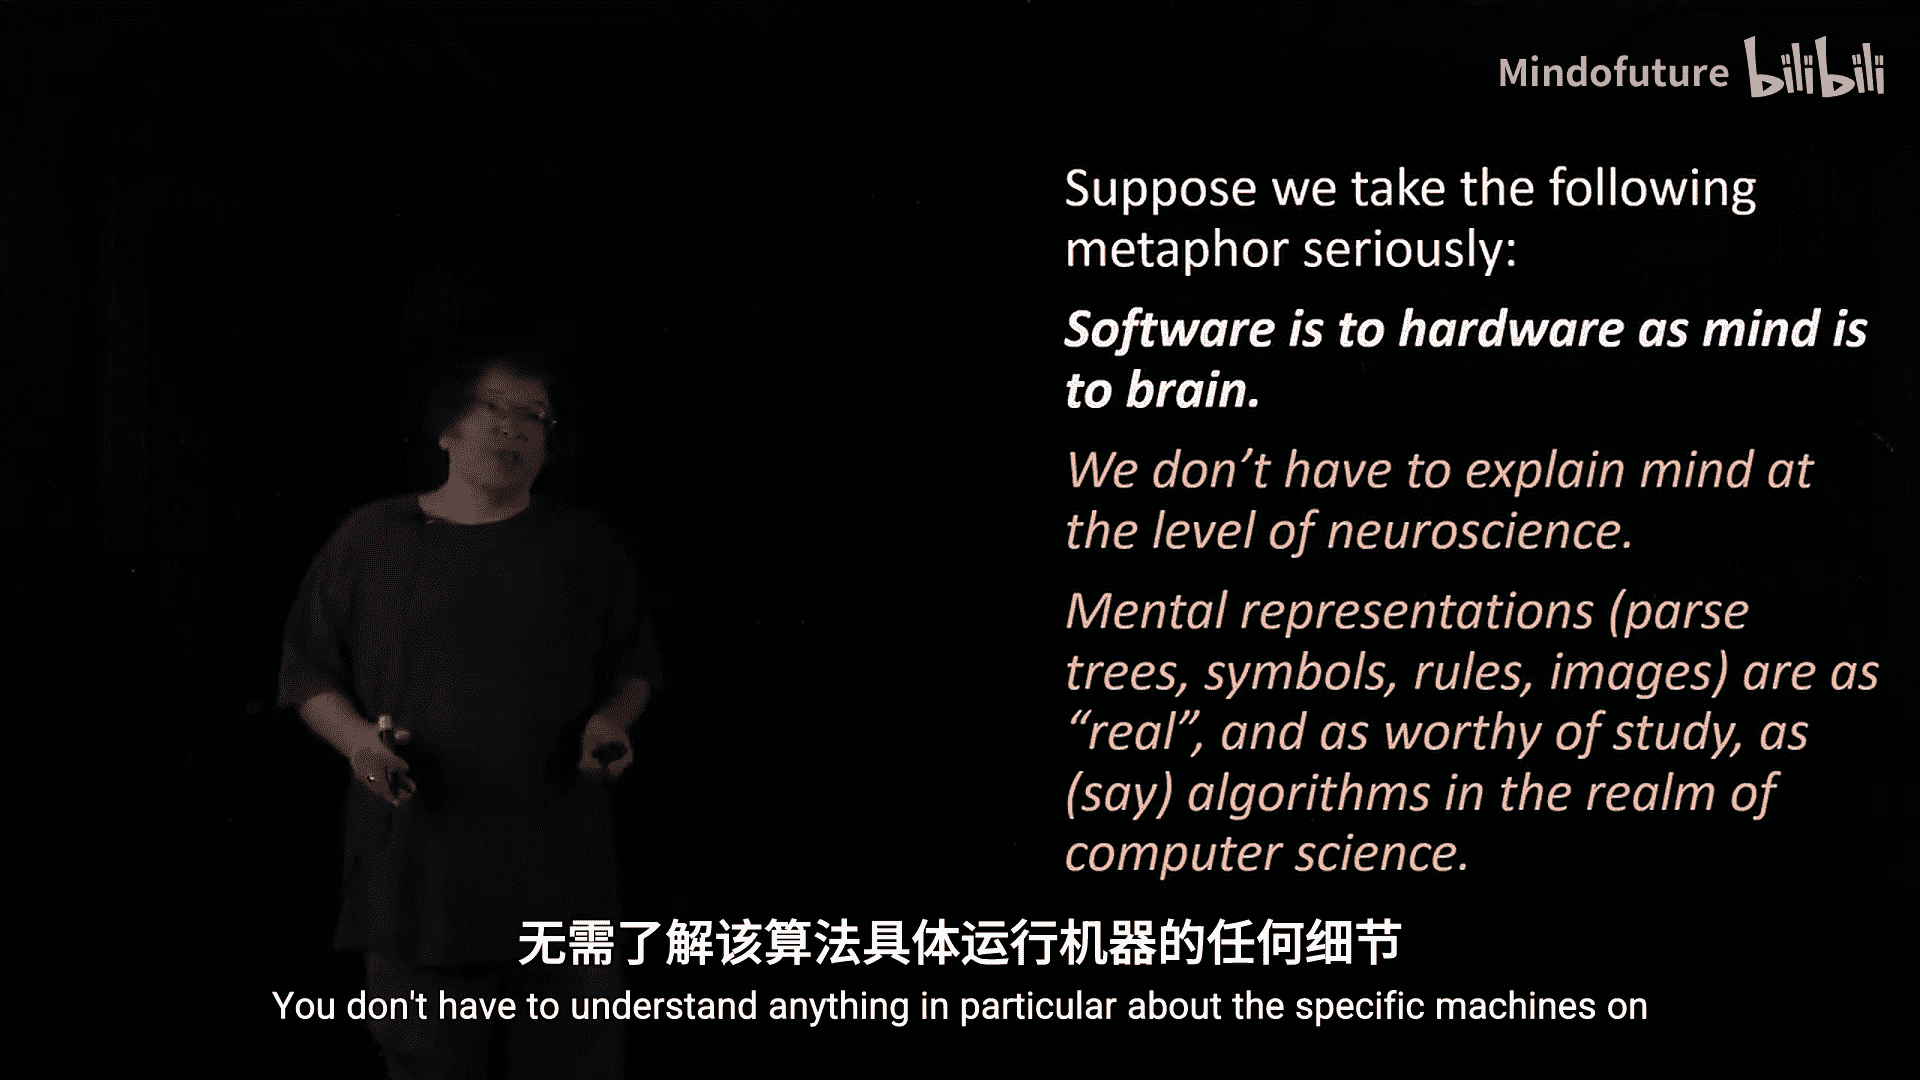 Mindofuture bilibili
Suppose we take the following
metaphor seriously:
Software is to hardware as mind is
to brain.
We don’t have to explain mind at
the level of neuroscience.
Mental representations (parse
trees, symbols, rules, images) are as
“real”, and as worthy of study, as
(say) algorithms in the realm of
computer science.
无需了解该算法具体运行机器的任何细节
You don't have to understand anything in particular about the specific machines on